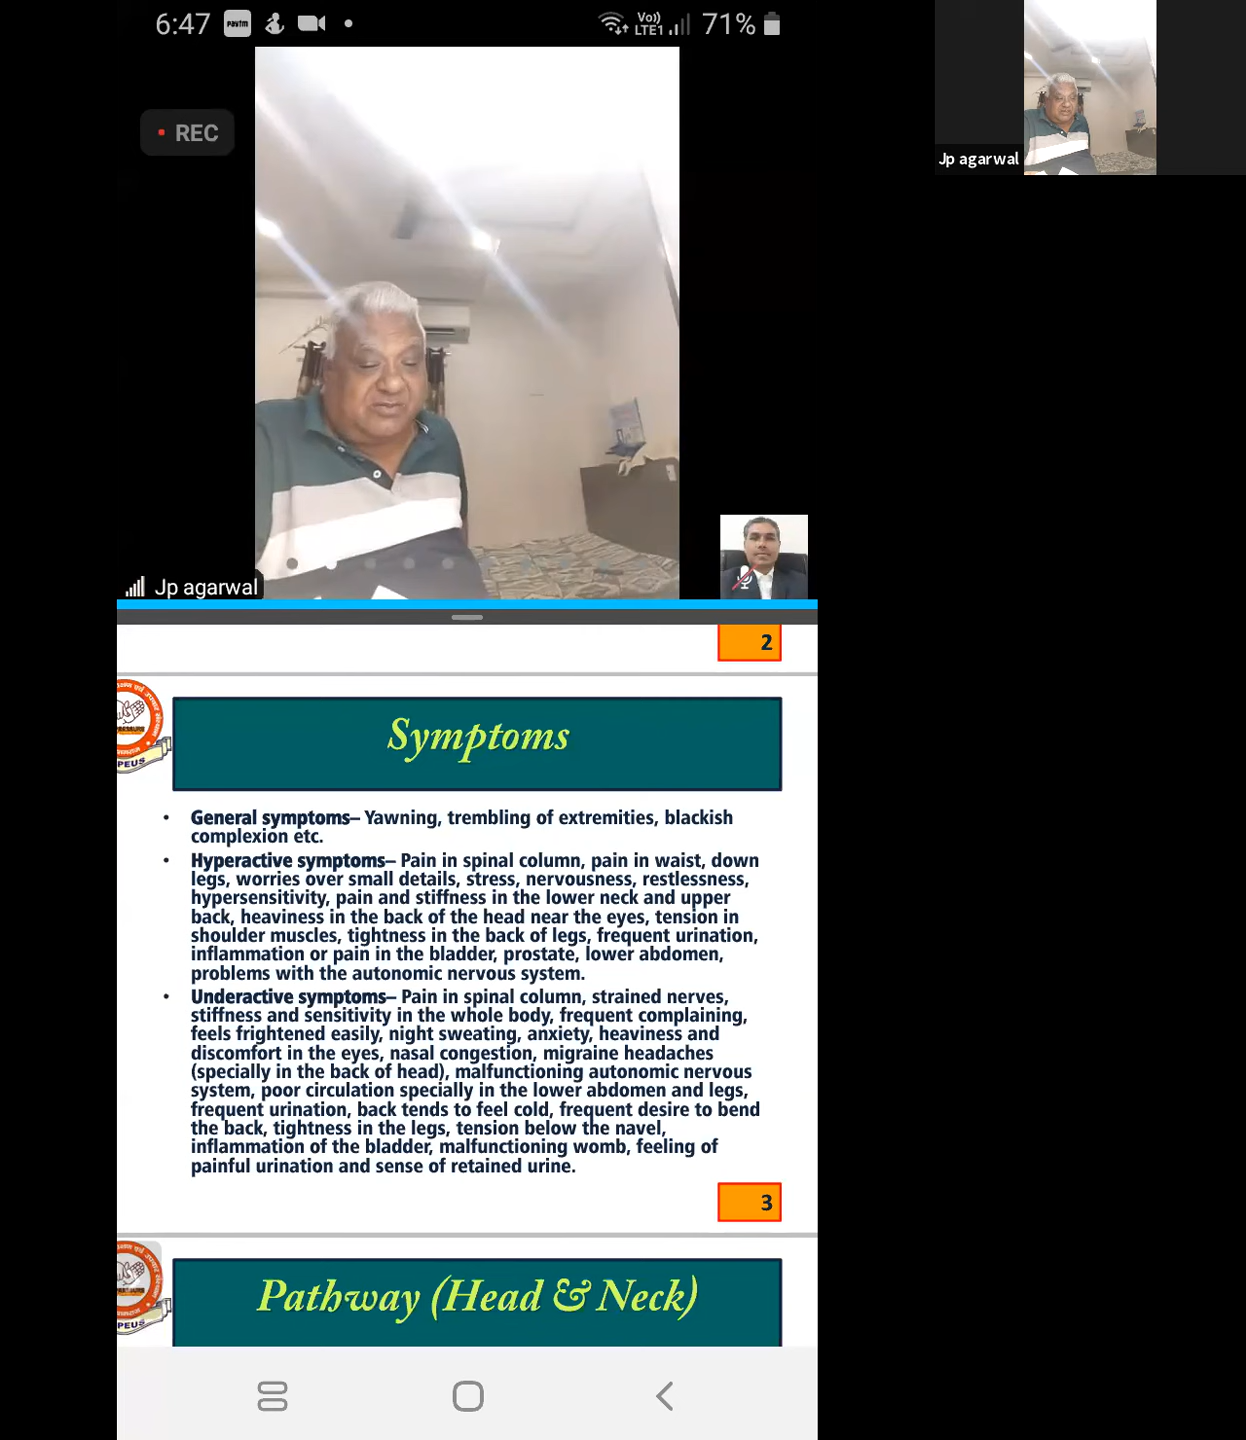 6:47
paytm
Vo))
LTE1
71%
REC
Jp agarwal
Jp agarwal
2
Symptoms
• General symptoms– Yawning, trembling of extremities, blackish
complexion etc.
• Hyperactive symptoms– Pain in spinal column, pain in waist, down
legs, worries over small details, stress, nervousness, restlessness,
hypersensitivity, pain and stiffness in the lower neck and upper
back, heaviness in the back of the head near the eyes, tension in
shoulder muscles, tightness in the back of legs, frequent urination,
inflammation or pain in the bladder, prostate, lower abdomen,
problems with the autonomic nervous system.
• Underactive symptoms– Pain in spinal column, strained nerves,
stiffness and sensitivity in the whole body, frequent complaining,
feels frightened easily, night sweating, anxiety, heaviness and
discomfort in the eyes, nasal congestion, migraine headaches
(specially in the back of head), malfunctioning autonomic nervous
system, poor circulation specially in the lower abdomen and legs,
frequent urination, back tends to feel cold, frequent desire to bend
the back, tightness in the legs, tension below the navel,
inflammation of the bladder, malfunctioning womb, feeling of
painful urination and sense of retained urine.
3
PEUS
Pathway (Head & Neck)
PEUS